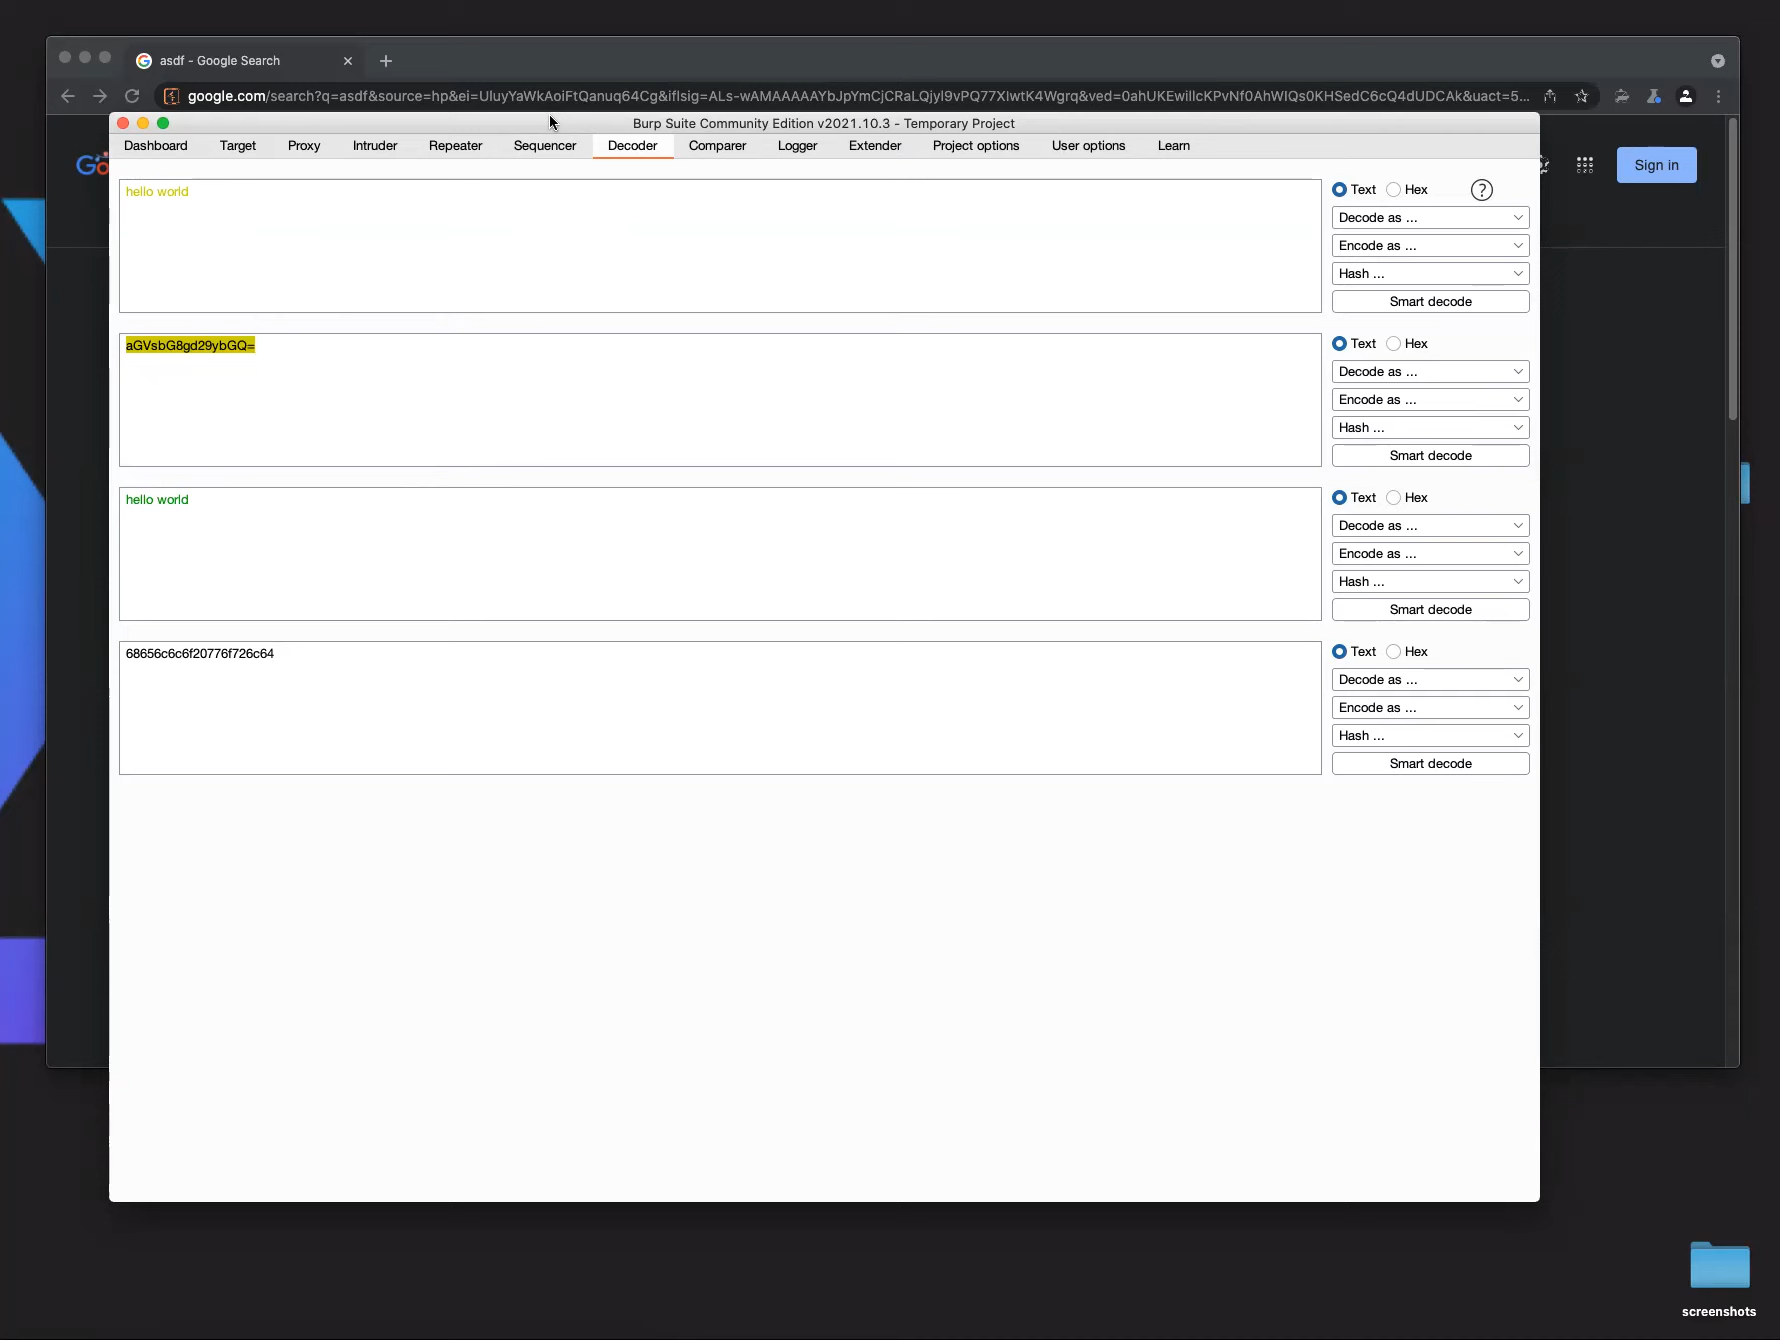 asdf - Google Search
google.com/search?q=asdf&source=hp&ei=UluyYaWkAoiFtQanuq64Cg&iflsig=ALs-wAMAAAAAYbJpYmCjCRaLQjyl9vPQ77XIwtK4Wgrq&ved=0ahUKEwillcKPvNf0AhWIQs0KHSedC6cQ4dUDCAk&uact=5...
Burp Suite Community Edition v2021.10.3 - Temporary Project
Dashboard Target Proxy Intruder Repeater Sequencer Decoder Comparer Logger Extender Project options User options Learn
Go
Sign in
hello world
Text Hex ?
Decode as ...
Encode as ...
Hash ...
Smart decode
aGVsbG8gd29ybGQ=
Text Hex
Decode as ...
Encode as ...
Hash ...
Smart decode
hello world
Text Hex
Decode as ...
Encode as ...
Hash ...
Smart decode
68656c6c6f20776f726c64
Text Hex
Decode as ...
Encode as ...
Hash ...
Smart decode
screenshots